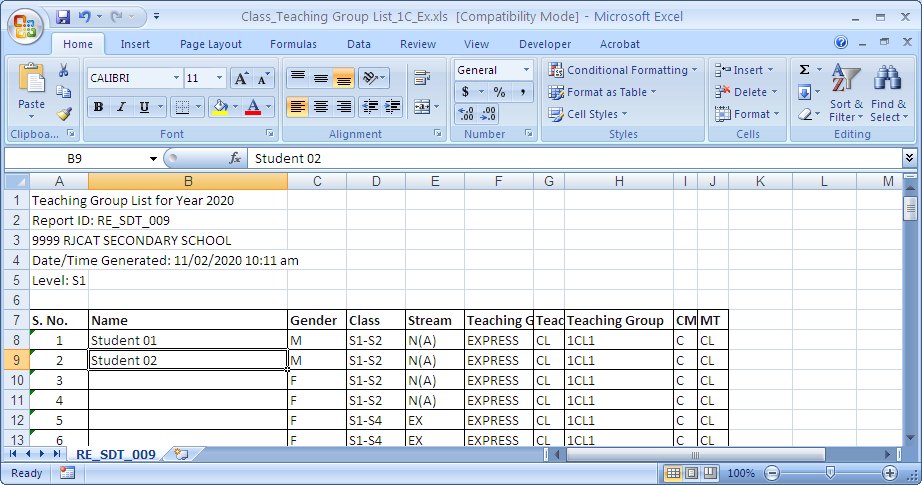 Class_Teaching Group List_1C_Ex.xls [Compatibility Mode] - Microsoft Excel
Home Insert Page Layout Formulas Data Review View Developer Acrobat
Paste
Clipboa...
CALIBRI 11
B I U
Font
Alignment
General
$ % ,
Number
Conditional Formatting
Format as Table
Cell Styles
Styles
Insert
Delete
Format
Cells
Sort & Filter
Find & Select
Editing
B9 fx Student 02
A B C D E F G H I J K L M
1 Teaching Group List for Year 2020
2 Report ID: RE_SDT_009
3 9999 RJCAT SECONDARY SCHOOL
4 Date/Time Generated: 11/02/2020 10:11 am
5 Level: S1
6
7 S. No. Name Gender Class Stream Teaching G Teac Teaching Group CM MT
8 1 Student 01 M S1-S2 N(A) EXPRESS CL 1CL1 C CL
9 2 Student 02 M S1-S2 N(A) EXPRESS CL 1CL1 C CL
10 3 F S1-S2 N(A) EXPRESS CL 1CL1 C CL
11 4 F S1-S2 N(A) EXPRESS CL 1CL1 C CL
12 5 F S1-S4 EX EXPRESS CL 1CL1 C CL
13 6 F S1-S4 EX EXPRESS CL 1CL1 C CL
RE_SDT_009
Ready 100%